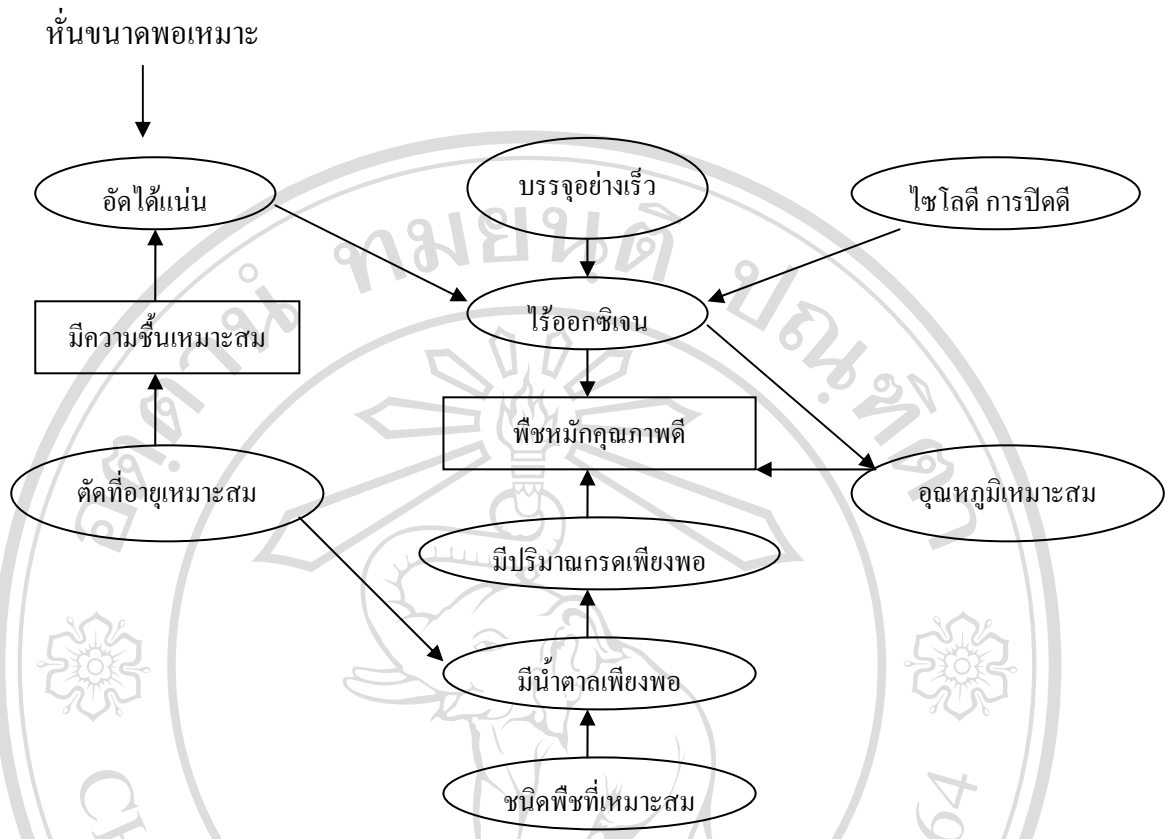 หั่นขนาดพอเหมาะ
อัดได้แน่น
บรรจุอย่างเร็ว
ไซโลดี การปิดดี
ไร้ออกซิเจน
มีความชื้นเหมาะสม
พืชหมักคุณภาพดี
ตัดที่อายุเหมาะสม
อุณหภูมิเหมาะสม
มีปริมาณกรดเพียงพอ
มีน้ำตาลเพียงพอ
ชนิดพืชที่เหมาะสม